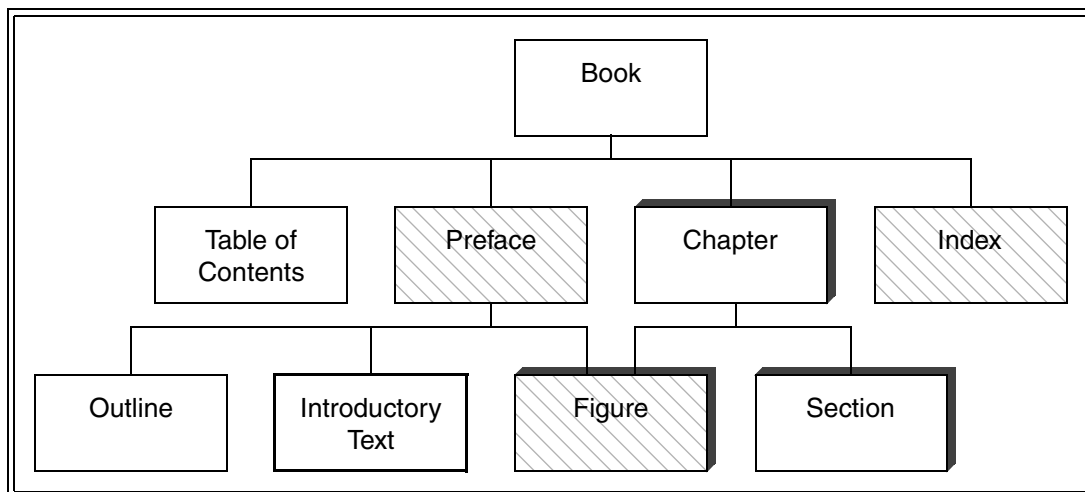 Book
Table of
Contents
Preface
Chapter
Index
Outline
Introductory
Text
Figure
Section